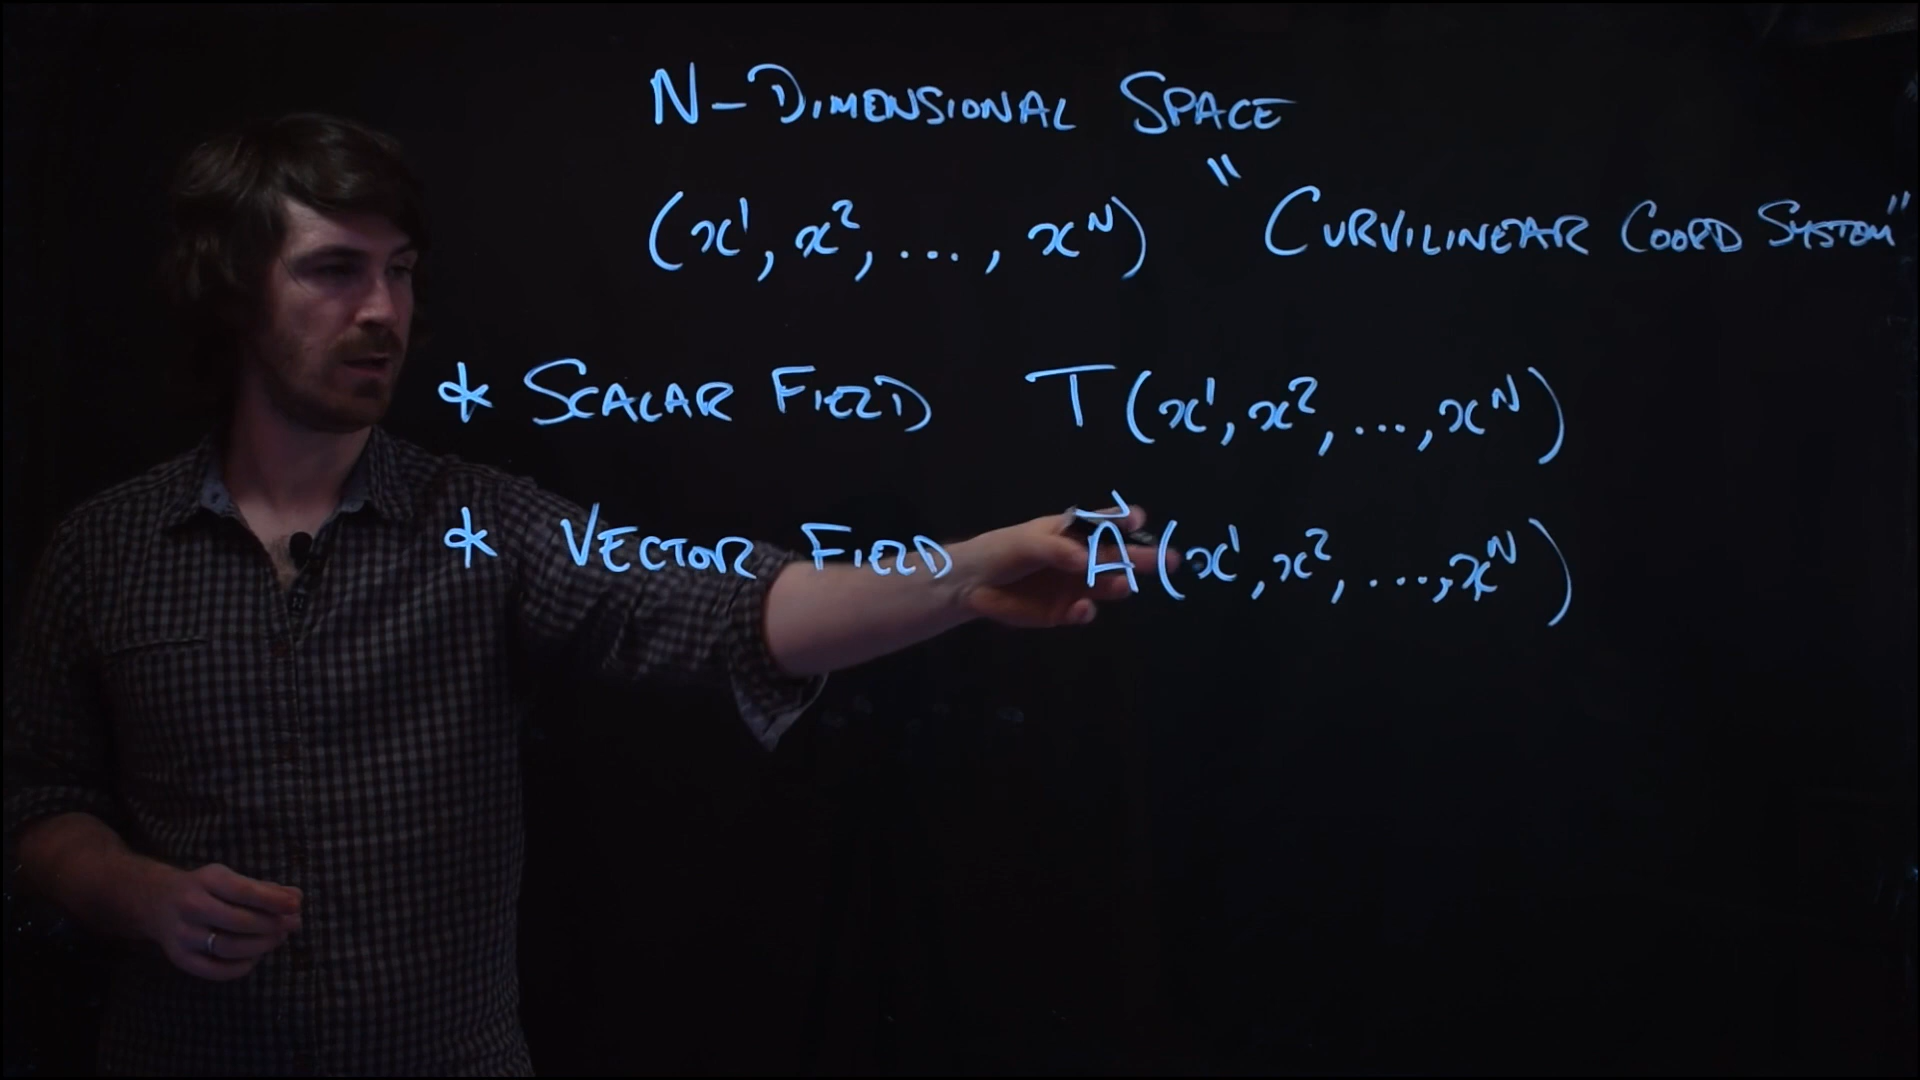 N-DIMENSIONAL SPACE
(x¹, x², ..., xᴺ) "CURVILINEAR COORD SYSTEM"
* SCALAR FIELD T(x¹, x², ..., xᴺ)
* VECTOR FIELD A⃗(x¹, x², ..., xᴺ)